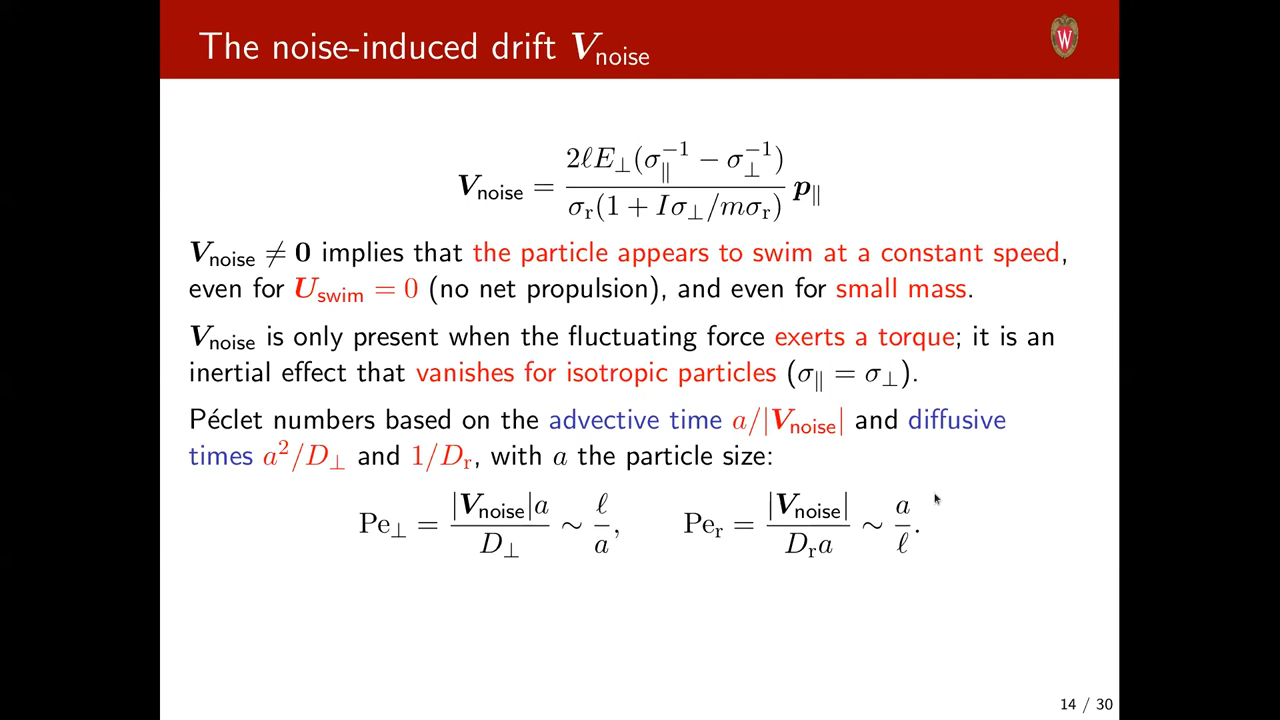 The noise-induced drift V_noise
W
V_noise = 2ℓE_⊥(σ_∥^{-1} − σ_⊥^{-1}) / σ_r(1 + Iσ_⊥/mσ_r) p_∥
V_noise ≠ 0 implies that the particle appears to swim at a constant speed,
even for U_swim = 0 (no net propulsion), and even for small mass.
V_noise is only present when the fluctuating force exerts a torque; it is an
inertial effect that vanishes for isotropic particles (σ_∥ = σ_⊥).
Péclet numbers based on the advective time a/|V_noise| and diffusive
times a²/D_⊥ and 1/D_r, with a the particle size:
Pe_⊥ = |V_noise|a / D_⊥ ∼ ℓ/a, Pe_r = |V_noise| / D_r a ∼ a/ℓ.
14 / 30